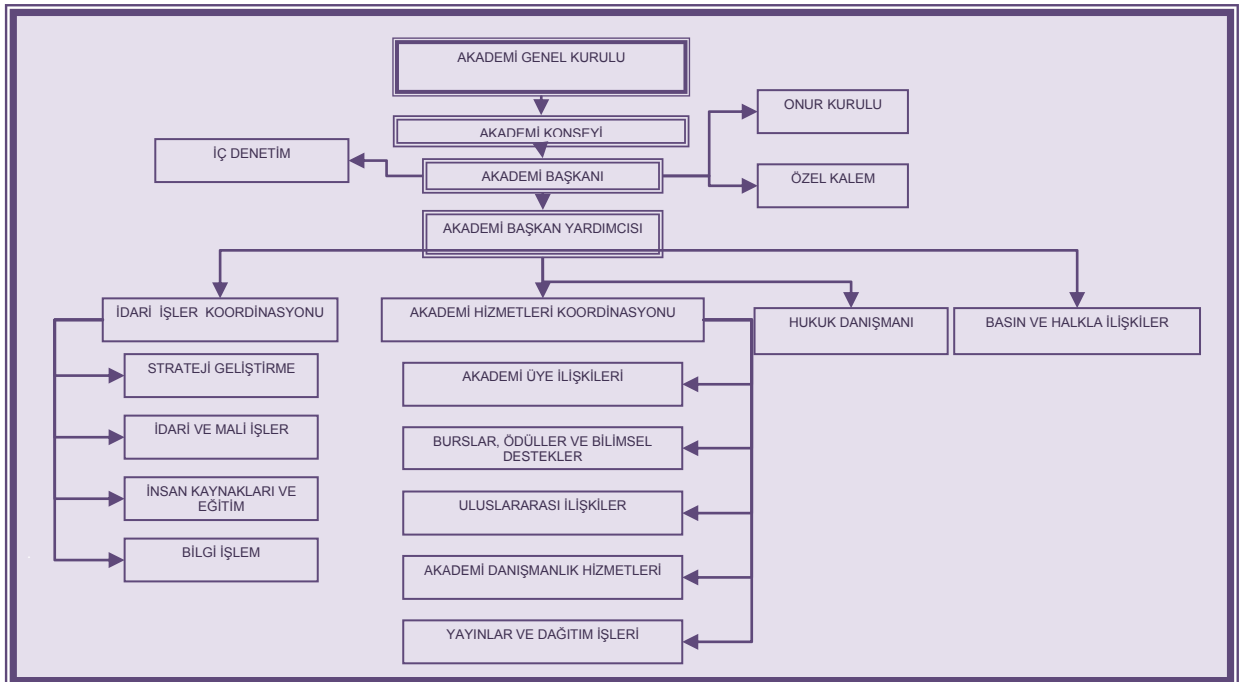 AKADEMİ GENEL KURULU
ONUR KURULU
AKADEMİ KONSEYİ
İÇ DENETİM
AKADEMİ BAŞKANI
ÖZEL KALEM
AKADEMİ BAŞKAN YARDIMCISI
İDARİ İŞLER KOORDİNASYONU
AKADEMİ HİZMETLERİ KOORDİNASYONU
HUKUK DANIŞMANI
BASIN VE HALKLA İLİŞKİLER
STRATEJİ GELİŞTİRME
İDARİ VE MALİ İŞLER
İNSAN KAYNAKLARI VE
EĞİTİM
BİLGİ İŞLEM
AKADEMİ ÜYE İLİŞKİLERİ
BURSLAR, ÖDÜLLER VE BİLİMSEL
DESTEKLER
ULUSLARARASI İLİŞKİLER
AKADEMİ DANIŞMANLIK HİZMETLERİ
YAYINLAR VE DAĞITIM İŞLERİ